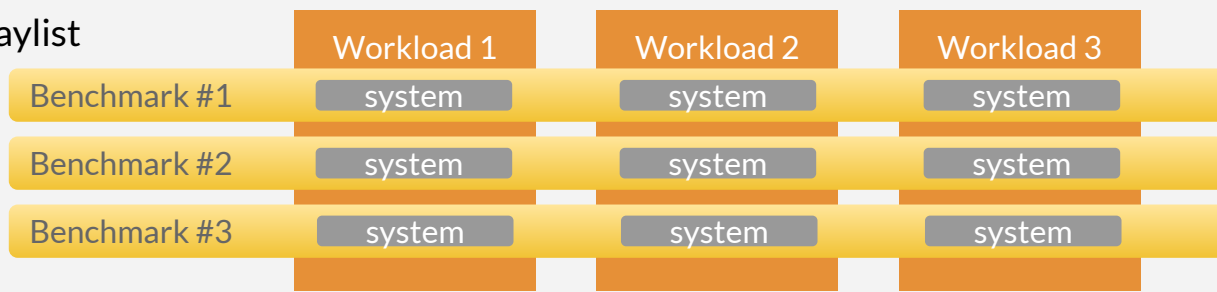 aylist
Workload 1 Workload 2 Workload 3
Benchmark #1 system system system
Benchmark #2 system system system
Benchmark #3 system system system